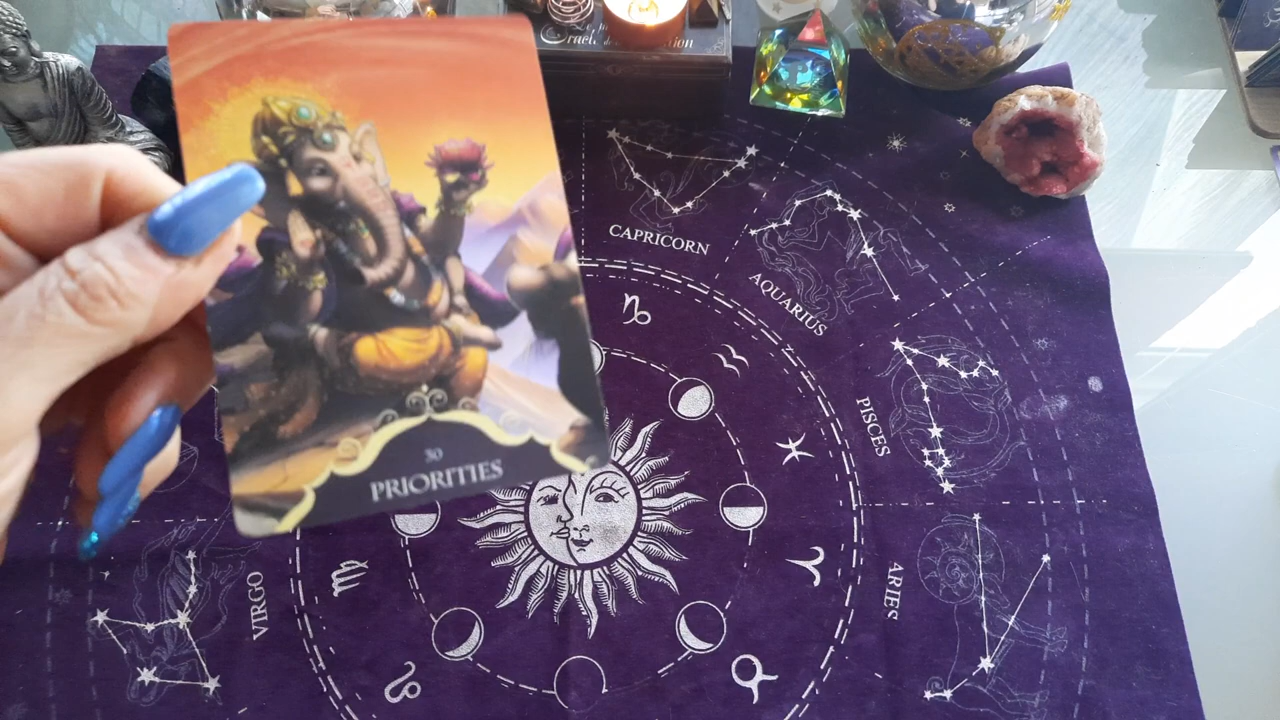 CAPRICORN
AQUARIUS
PISCES
30
PRIORITIES
ARIES
VIRGO